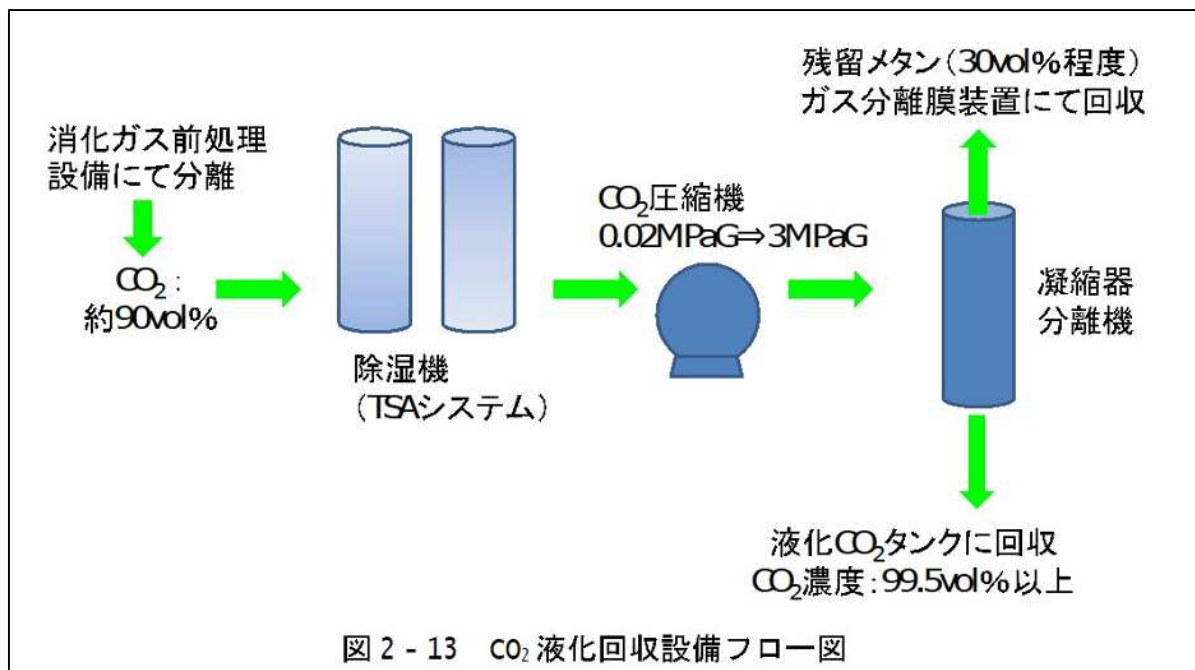 残留メタン（30vol%程度）
ガス分離膜装置にて回収
消化ガス前処理
設備にて分離
CO₂圧縮機
0.02MPaG⇒3MPaG
CO₂：
約90vol%
凝縮器
分離機
除湿機
（TSAシステム）
液化CO₂タンクに回収
CO₂濃度：99.5vol%以上
図２‐13　CO₂液化回収設備フロー図